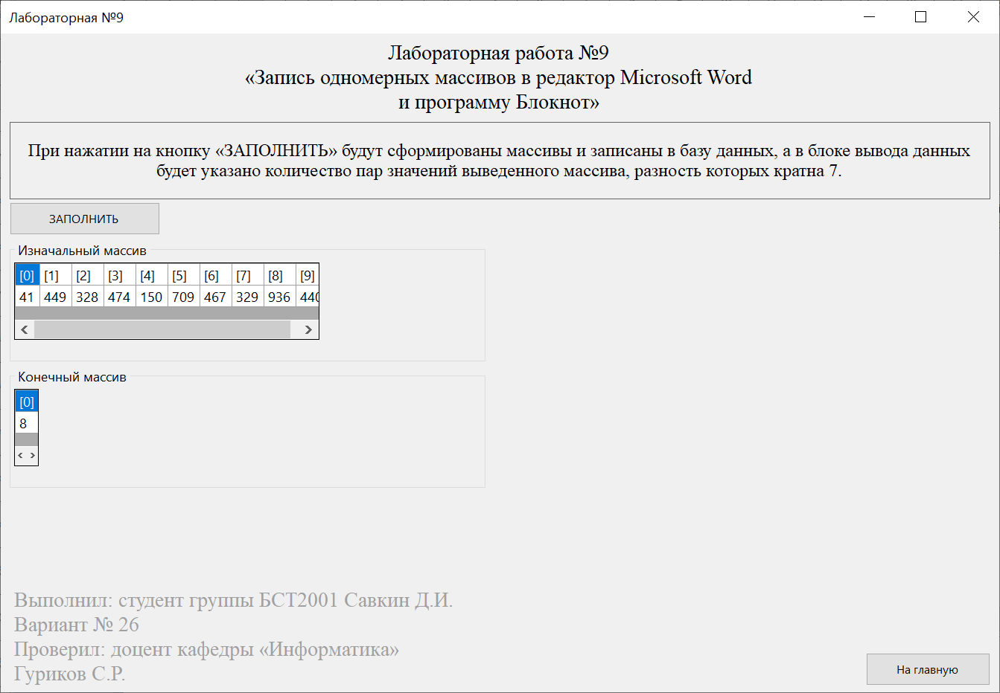 Лабораторная №9
Лабораторная работа №9
«Запись одномерных массивов в редактор Microsoft Word
и программу Блокнот»
При нажатии на кнопку «ЗАПОЛНИТЬ» будут сформированы массивы и записаны в базу данных, а в блоке вывода данных
будет указано количество пар значений выведенного массива, разность которых кратна 7.
ЗАПОЛНИТЬ
Изначальный массив
[0] [1] [2] [3] [4] [5] [6] [7] [8] [9]
41 449 328 474 150 709 467 329 936 440
Конечный массив
[0]
8
Выполнил: студент группы БСТ2001 Савкин Д.И.
Вариант № 26
Проверил: доцент кафедры «Информатика»
Гуриков С.Р.
На главную